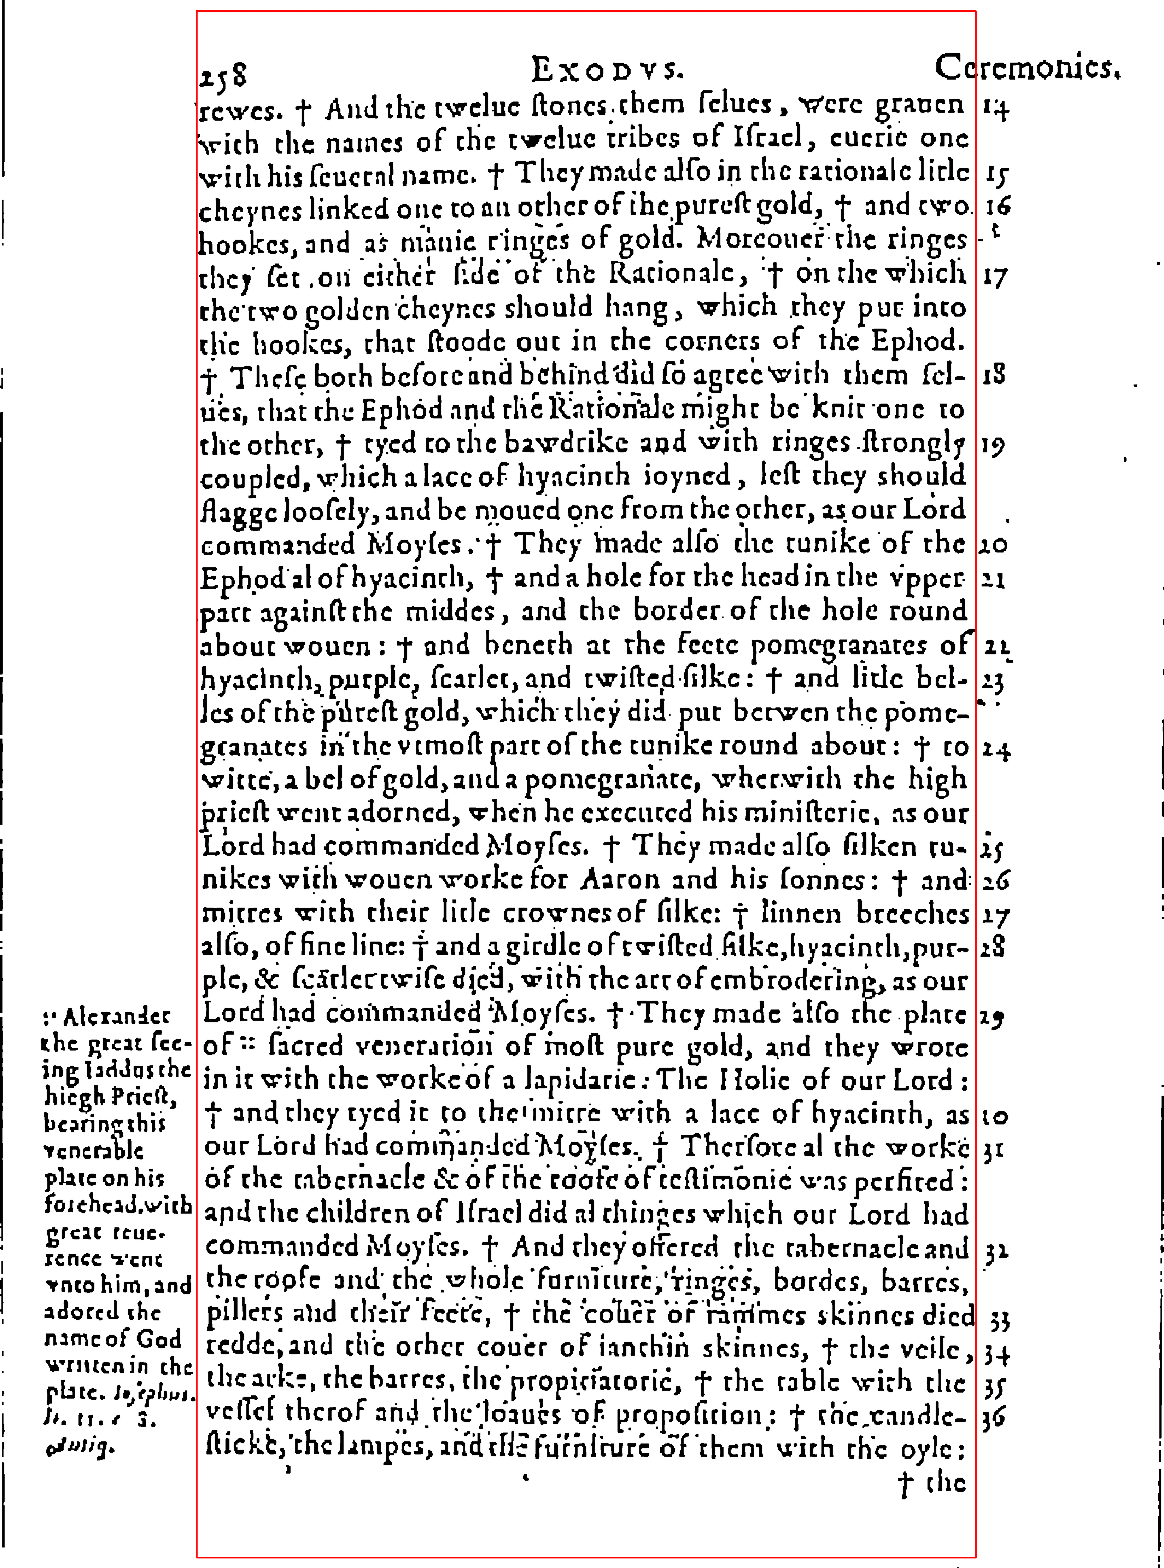 258 EXODVS. Ceremonies.
rewes. † And the twelue ſtones them ſelues, were grauen 14
with the names of the twelue tribes of Iſrael, euerie one
with his ſeueral name. † They made alſo in the rationale litle 15
cheynes linked one to an other of the pureſt gold, † and two 16
hookes, and as manie ringes of gold. Moreouer the ringes
they ſet on either ſide of the Rationale, † on the which 17
the two golden cheynes should hang, which they put into
the hookes, that ſtoode out in the corners of the Ephod.
† Theſe both before and behind did ſo agree with them ſel- 18
ues, that the Ephod and the Rationale might be knit one to
the other, † tyed to the bawdrike and with ringes ſtrongly 19
coupled, which a lace of hyacinth ioyned, leſt they should
flagge looſely, and be moued one from the other, as our Lord
commanded Moyſes. † They made alſo the tunike of the 20
Ephod al of hyacinth, † and a hole for the head in the vpper 21
part againſt the middes, and the border of the hole round
about wouen: † and beneth at the feete pomegranates of 22
hyacinth, purple, ſcarlet, and twiſted ſilke: † and litle bel- 23
les of the pureſt gold, which they did put betwen the pome-
granates in the vtmoſt part of the tunike round about: † to 24
witte, a bel of gold, and a pomegranate, wherwith the high
prieſt went adorned, when he executed his miniſterie, as our
Lord had commanded Moyſes. † They made alſo ſilken tu- 25
nikes with wouen worke for Aaron and his ſonnes: † and 26
mitres with their litle crownes of ſilke: † linnen breeches 27
alſo, of fine line: † and a girdle of twiſted ſilke, hyacinth, pur- 28
ple, & ſcarlet twiſe died, with the art of embrodering, as our
Lord had commanded Moyſes. † They made alſo the plate 29
of :: ſacred veneration of moſt pure gold, and they wrote
in it with the worke of a lapidarie: The Holie of our Lord:
† and they tyed it to the mitre with a lace of hyacinth, as 30
our Lord had commanded Moyſes. † Therfore al the worke 31
of the tabernacle & of the roofe of teſtimonie was perfited:
and the children of Iſrael did al thinges which our Lord had
commanded Moyſes. † And they offered the tabernacle and 32
the roofe and the whole furniture, ringes, bordes, barres,
pillers and their feete, † the couer of rammes skinnes died 33
redde, and the other couer of ianthin skinnes, † the veile, 34
the arke, the barres, the propitiatorie, † the table with the 35
veſſel therof and the loaues of propoſition: † the candle- 36
ſticke, the lampes, and the furniture of them with the oyle:
† the
:: Alexander
the great ſee-
ing Iaddus the
hiegh Prieſt,
bearing this
venerable
plate on his
forehead, with
great reue-
rence went
vnto him, and
adored the
name of God
written in the
plate. Ioſephus.
li. 11. c 8.
Antiq.